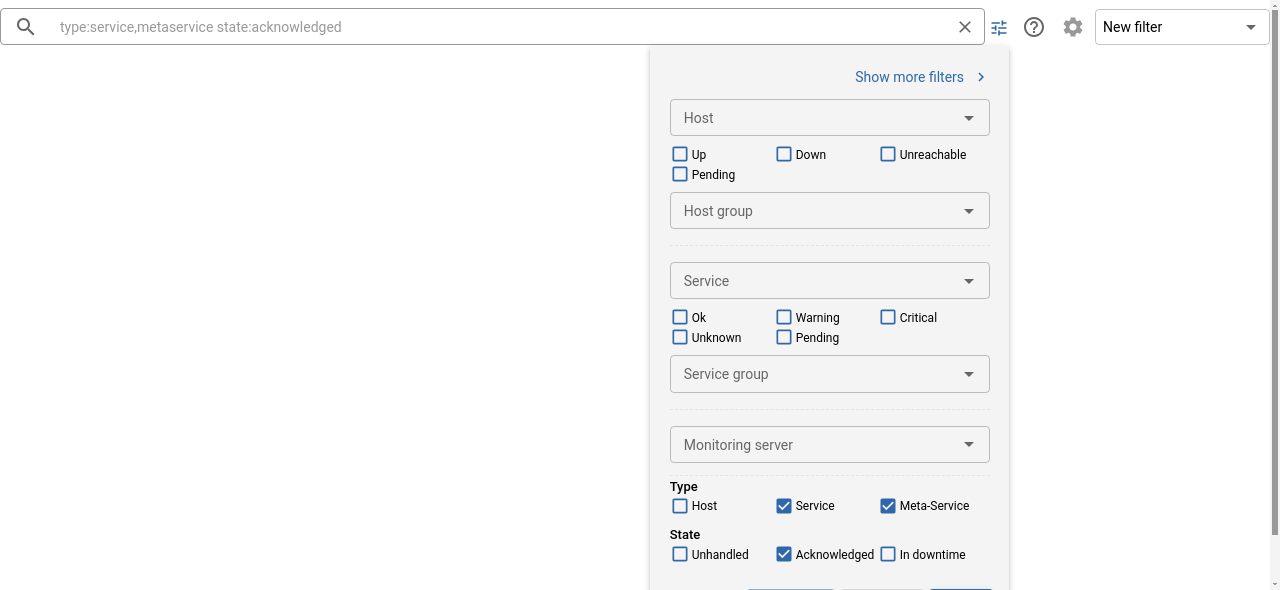 type:service,metaservice state:acknowledged
New filter
Show more filters
Host
Up Down Unreachable
Pending
Host group
Service
Ok Warning Critical
Unknown Pending
Service group
Monitoring server
Type
Host Service Meta-Service
State
Unhandled Acknowledged In downtime